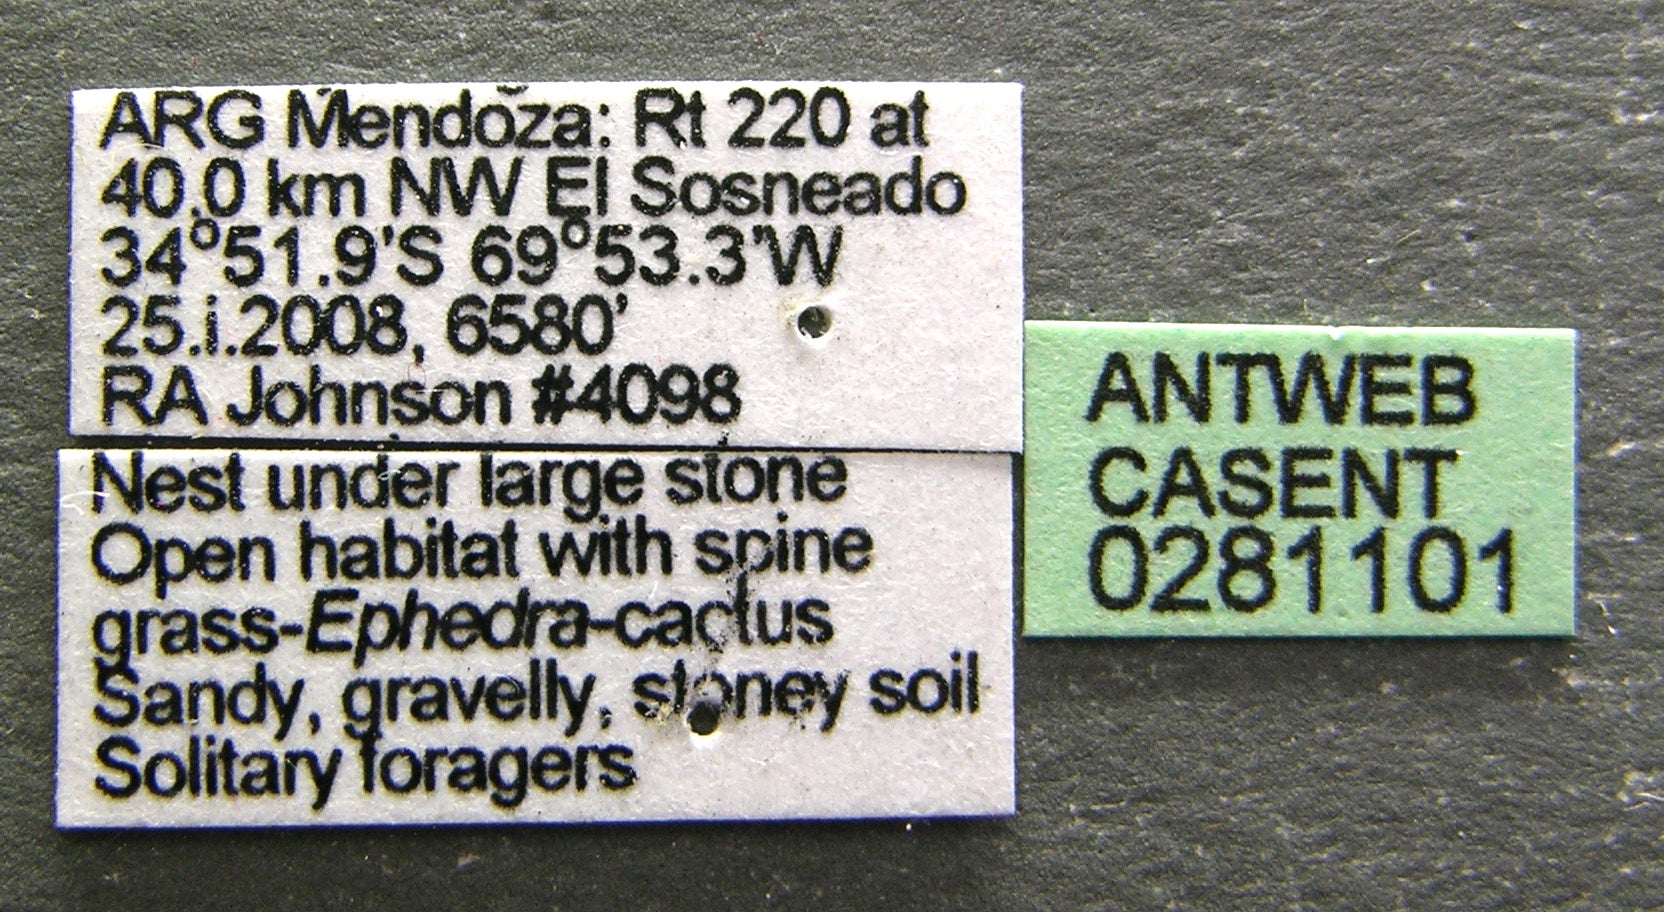 ARG Mendoza: Rt 220 at
40.0 km NW El Sosneado
34°51.9'S 69°53.3'W
25.i.2008, 6580'
RA Johnson #4098
Nest under large stone
Open habitat with spine
grass-Ephedra-cactus
Sandy, gravelly, stoney soil
Solitary foragers
ANTWEB
CASENT
0281101